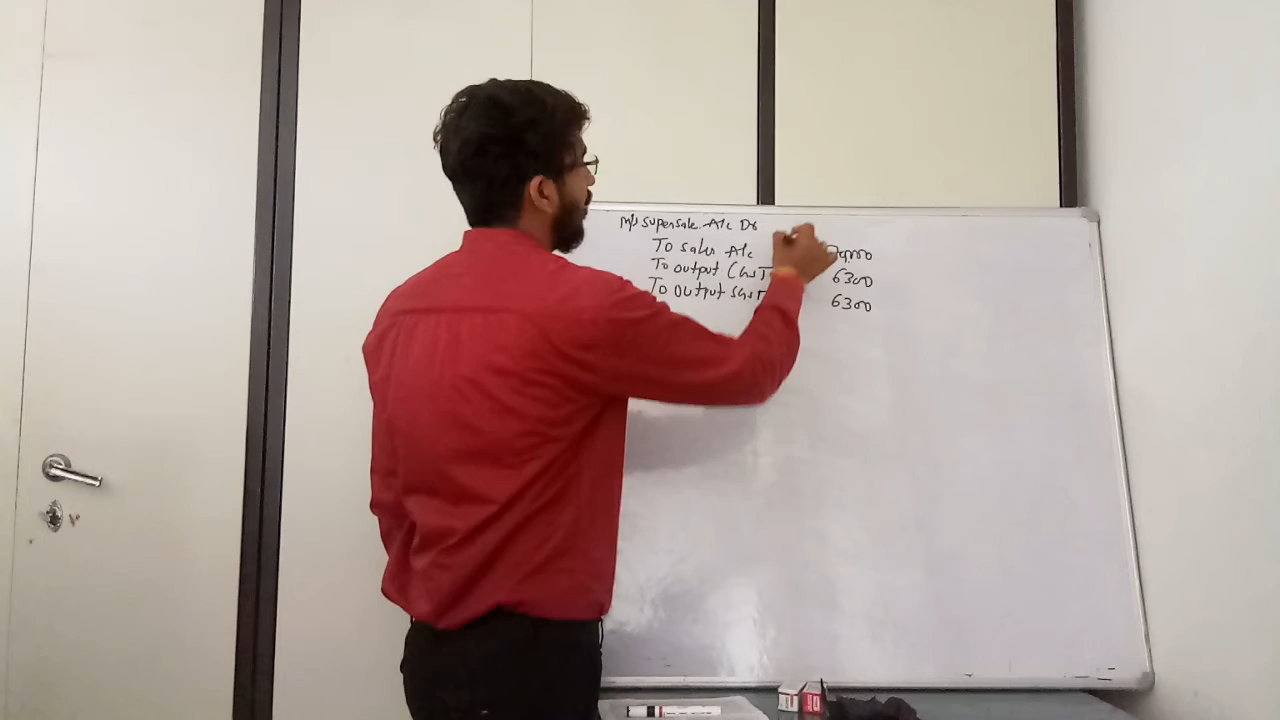 M/s Supersale A/c Dr
To sales A/c
To output CGST 6300
To output SGST 6300